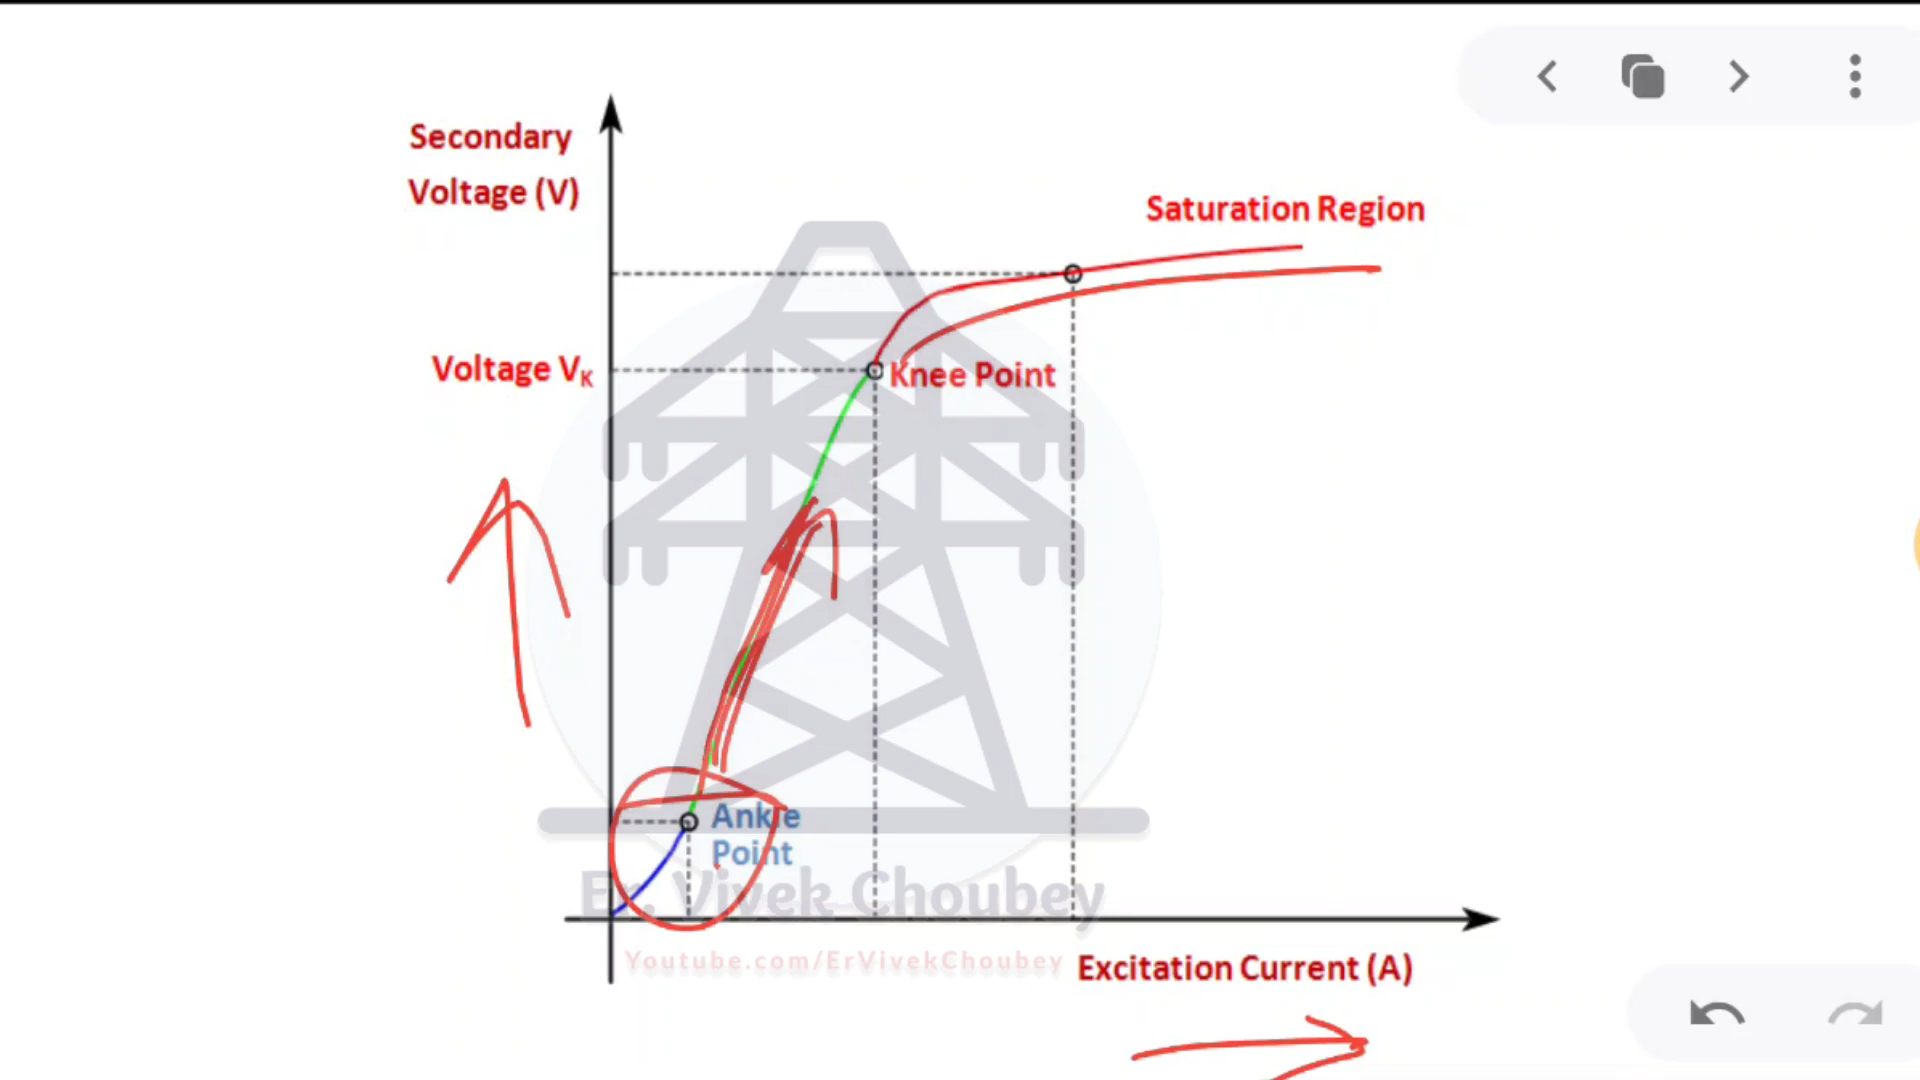 Secondary
Voltage (V)
Saturation Region
Voltage VK
Knee Point
Ankle
Point
Er. Vivek Choubey
Youtube.com/ErVivekChoubey
Excitation Current (A)